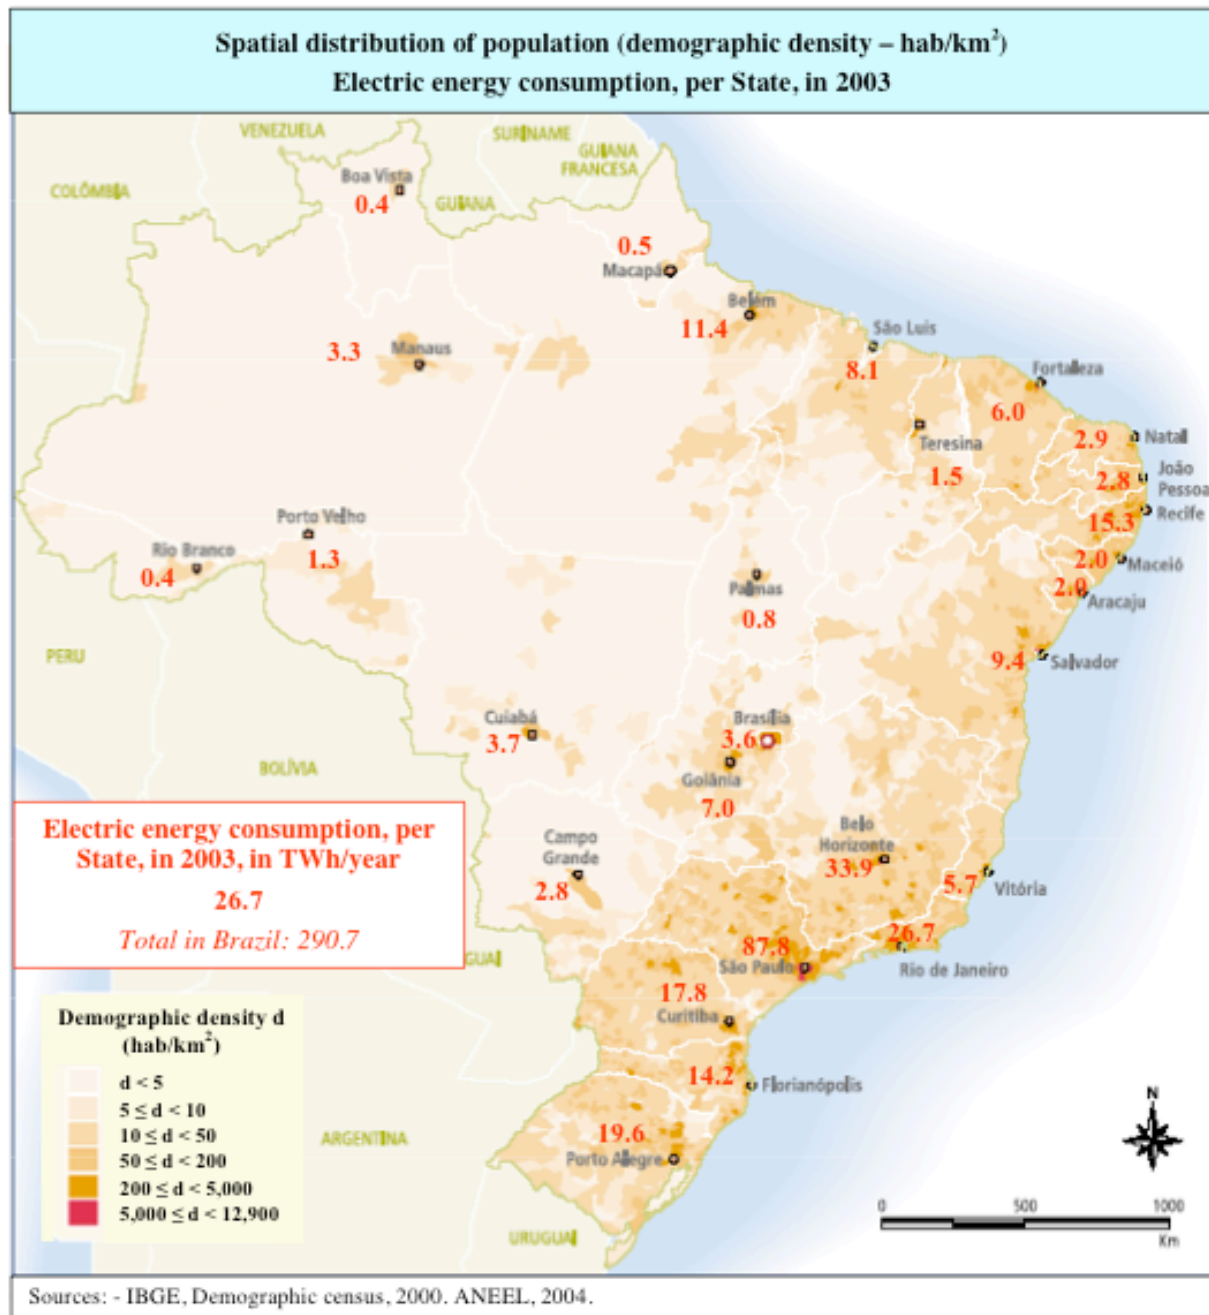 Spatial distribution of population (demographic density – hab/km²)
Electric energy consumption, per State, in 2003
VENEZUELA
SURINAME
GUIANA
FRANCESA
COLÔMBIA
Boa Vista
0.4
GUIANA
0.5
Macapá
Belém
11.4
São Luis
8.1
3.3
Manaus
Fortaleza
6.0
Teresina
1.5
2.9
Natal
2.8
João
Pessoa
15.3
Recife
Porto Velho
1.3
Rio Branco
0.4
2.0
Maceió
2.0
Aracaju
Palmas
0.8
PERU
9.4
Salvador
Cuiabá
3.7
Brasília
3.6
Goiânia
7.0
BOLÍVIA
Electric energy consumption, per
State, in 2003, in TWh/year
26.7
Total in Brazil: 290.7
Campo
Grande
2.8
Belo
Horizonte
33.9
5.7
Vitória
26.7
Rio de Janeiro
87.8
São Paulo
GUAI
17.8
Curitiba
14.2
Florianópolis
ARGENTINA
19.6
Porto Alegre
URUGUAI
Demographic density d
(hab/km²)
d < 5
5 ≤ d < 10
10 ≤ d < 50
50 ≤ d < 200
200 ≤ d < 5,000
5,000 ≤ d < 12,900
N
0 500 1000
Km
Sources: - IBGE, Demographic census, 2000. ANEEL, 2004.